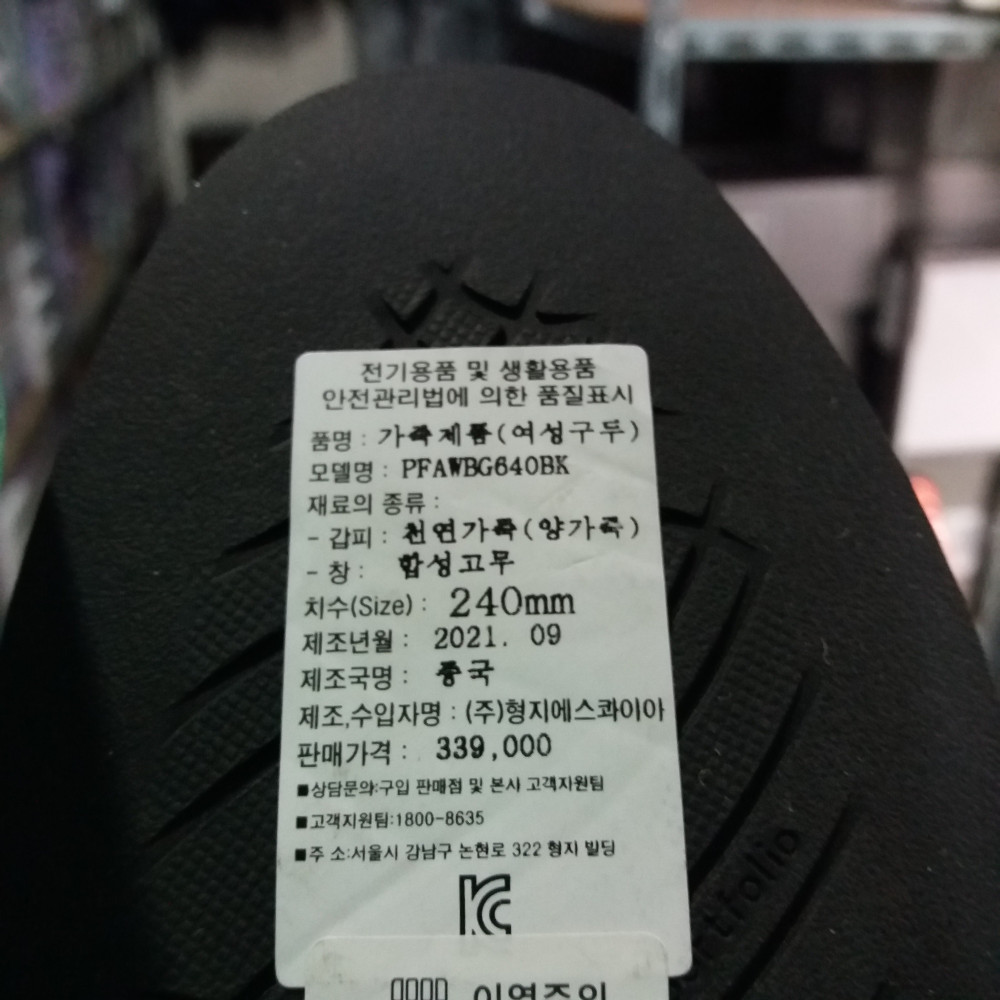 전기용품 및 생활용품
안전관리법에 의한 품질표시
품명 : 가죽제품(여성구두)
모델명 : PFAWBG640BK
재료의 종류 :
- 갑피 : 천연가죽(양가죽)
- 창 : 합성고무
치수(Size) : 240mm
제조년월 : 2021. 09
제조국명 : 중국
제조,수입자명 : (주)형지에스콰이아
판매가격 : 339,000
■상담문의:구입 판매점 및 본사 고객지원팀
■고객지원팀:1800-8635
■주 소:서울시 강남구 논현로 322 형지 빌딩
KC
이염주의
tfolio